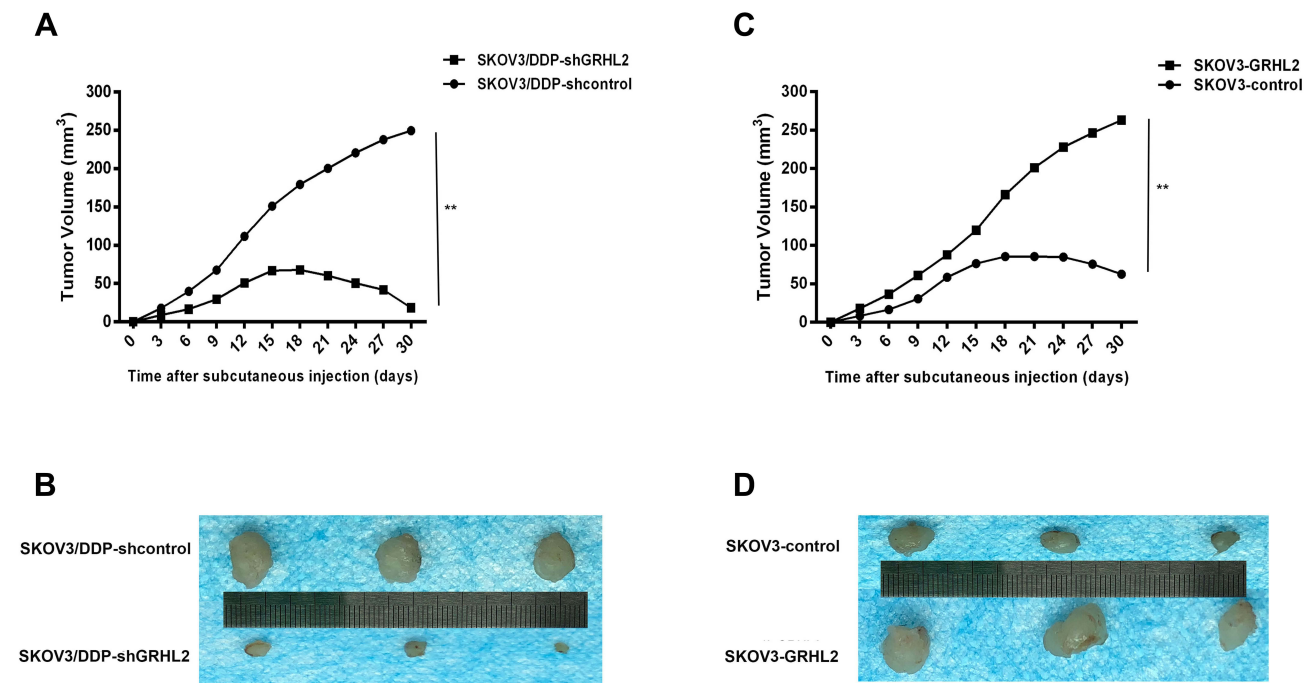 A
SKOV3/DDP-shGRHL2
SKOV3/DDP-shcontrol
300
250
200
150
100
50
0
Tumor Volume (mm3)
**
0 3 6 9 12 15 18 21 24 27 30
Time after subcutaneous injection (days)
C
SKOV3-GRHL2
SKOV3-control
300
250
200
150
100
50
0
Tumor Volume (mm3)
**
0 3 6 9 12 15 18 21 24 27 30
Time after subcutaneous injection (days)
B
SKOV3/DDP-shcontrol
SKOV3/DDP-shGRHL2
D
SKOV3-control
SKOV3-GRHL2